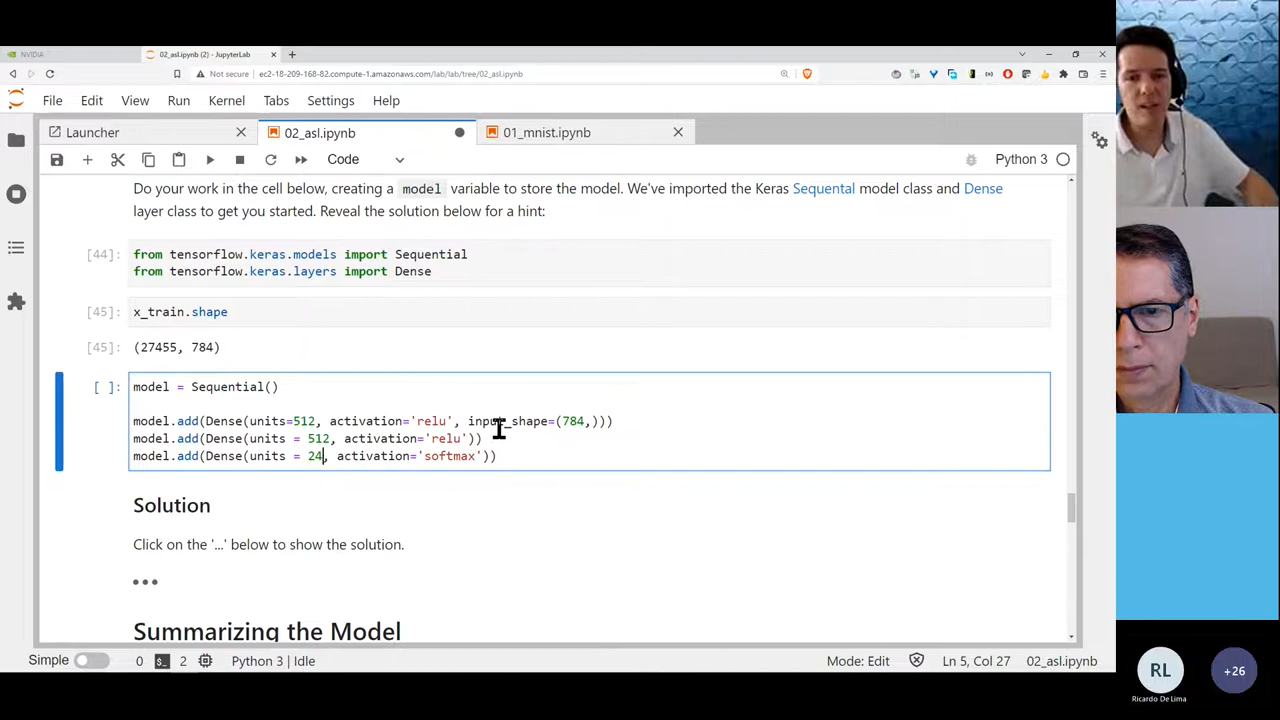 NVIDIA
02_asl.ipynb (2) - JupyterLab
Not secure
ec2-18-209-168-82.compute-1.amazonaws.com/lab/lab/tree/02_asl.ipynb
File Edit View Run Kernel Tabs Settings Help
Launcher
02_asl.ipynb
01_mnist.ipynb
Code
Python 3
Do your work in the cell below, creating a model variable to store the model. We've imported the Keras Sequental model class and Dense
layer class to get you started. Reveal the solution below for a hint:
[44]: from tensorflow.keras.models import Sequential
from tensorflow.keras.layers import Dense
[45]: x_train.shape
[45]: (27455, 784)
[ ]: model = Sequential()
model.add(Dense(units=512, activation='relu', input_shape=(784,)))
model.add(Dense(units = 512, activation='relu'))
model.add(Dense(units = 24, activation='softmax'))
Solution
Click on the '...' below to show the solution.
•••
Summarizing the Model
Simple 0 2 Python 3 | Idle Mode: Edit Ln 5, Col 27 02_asl.ipynb
RL
Ricardo De Lima
+26